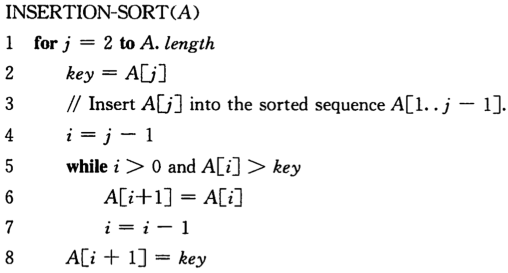 INSERTION-SORT(A)
1 for j = 2 to A. length
2 key = A[j]
3 // Insert A[j] into the sorted sequence A[1..j − 1].
4 i = j − 1
5 while i > 0 and A[i] > key
6 A[i+1] = A[i]
7 i = i − 1
8 A[i + 1] = key